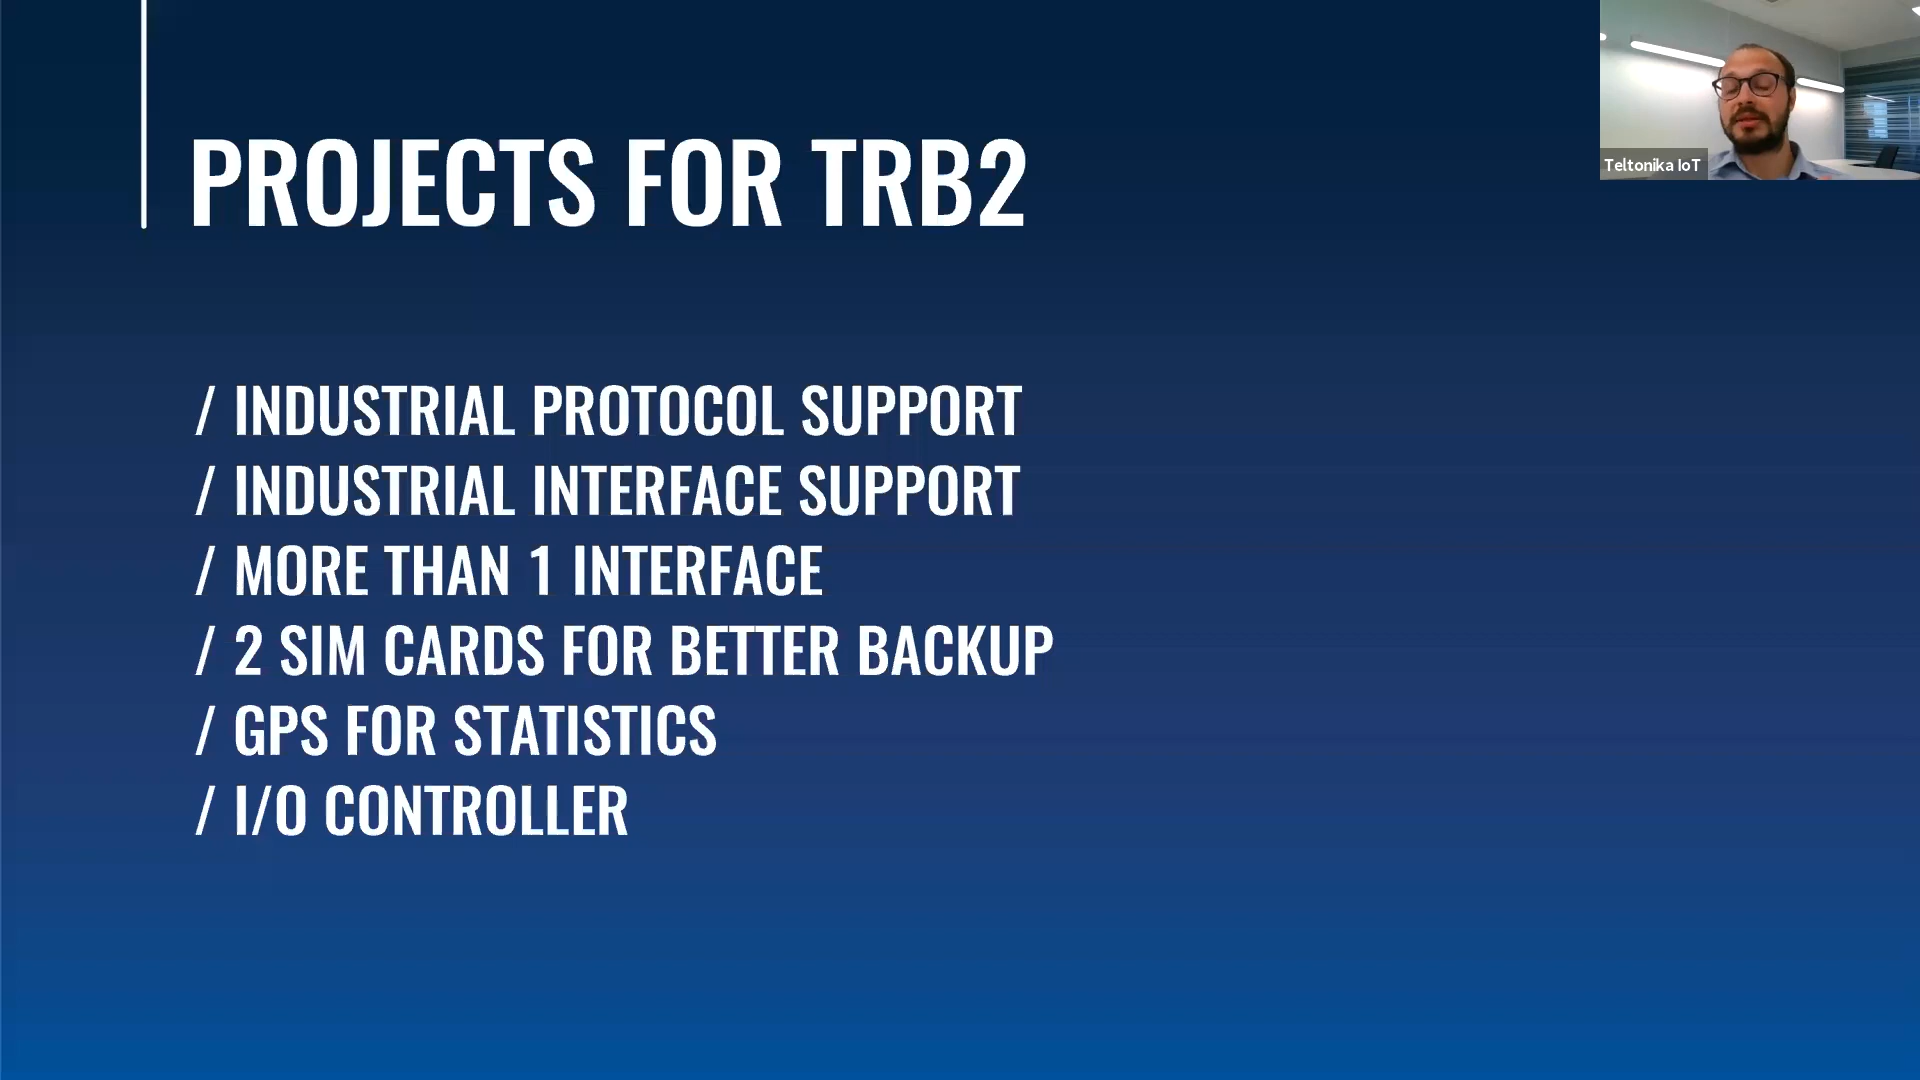 PROJECTS FOR TRB2
Teltonika IoT
/ INDUSTRIAL PROTOCOL SUPPORT
/ INDUSTRIAL INTERFACE SUPPORT
/ MORE THAN 1 INTERFACE
/ 2 SIM CARDS FOR BETTER BACKUP
/ GPS FOR STATISTICS
/ I/O CONTROLLER